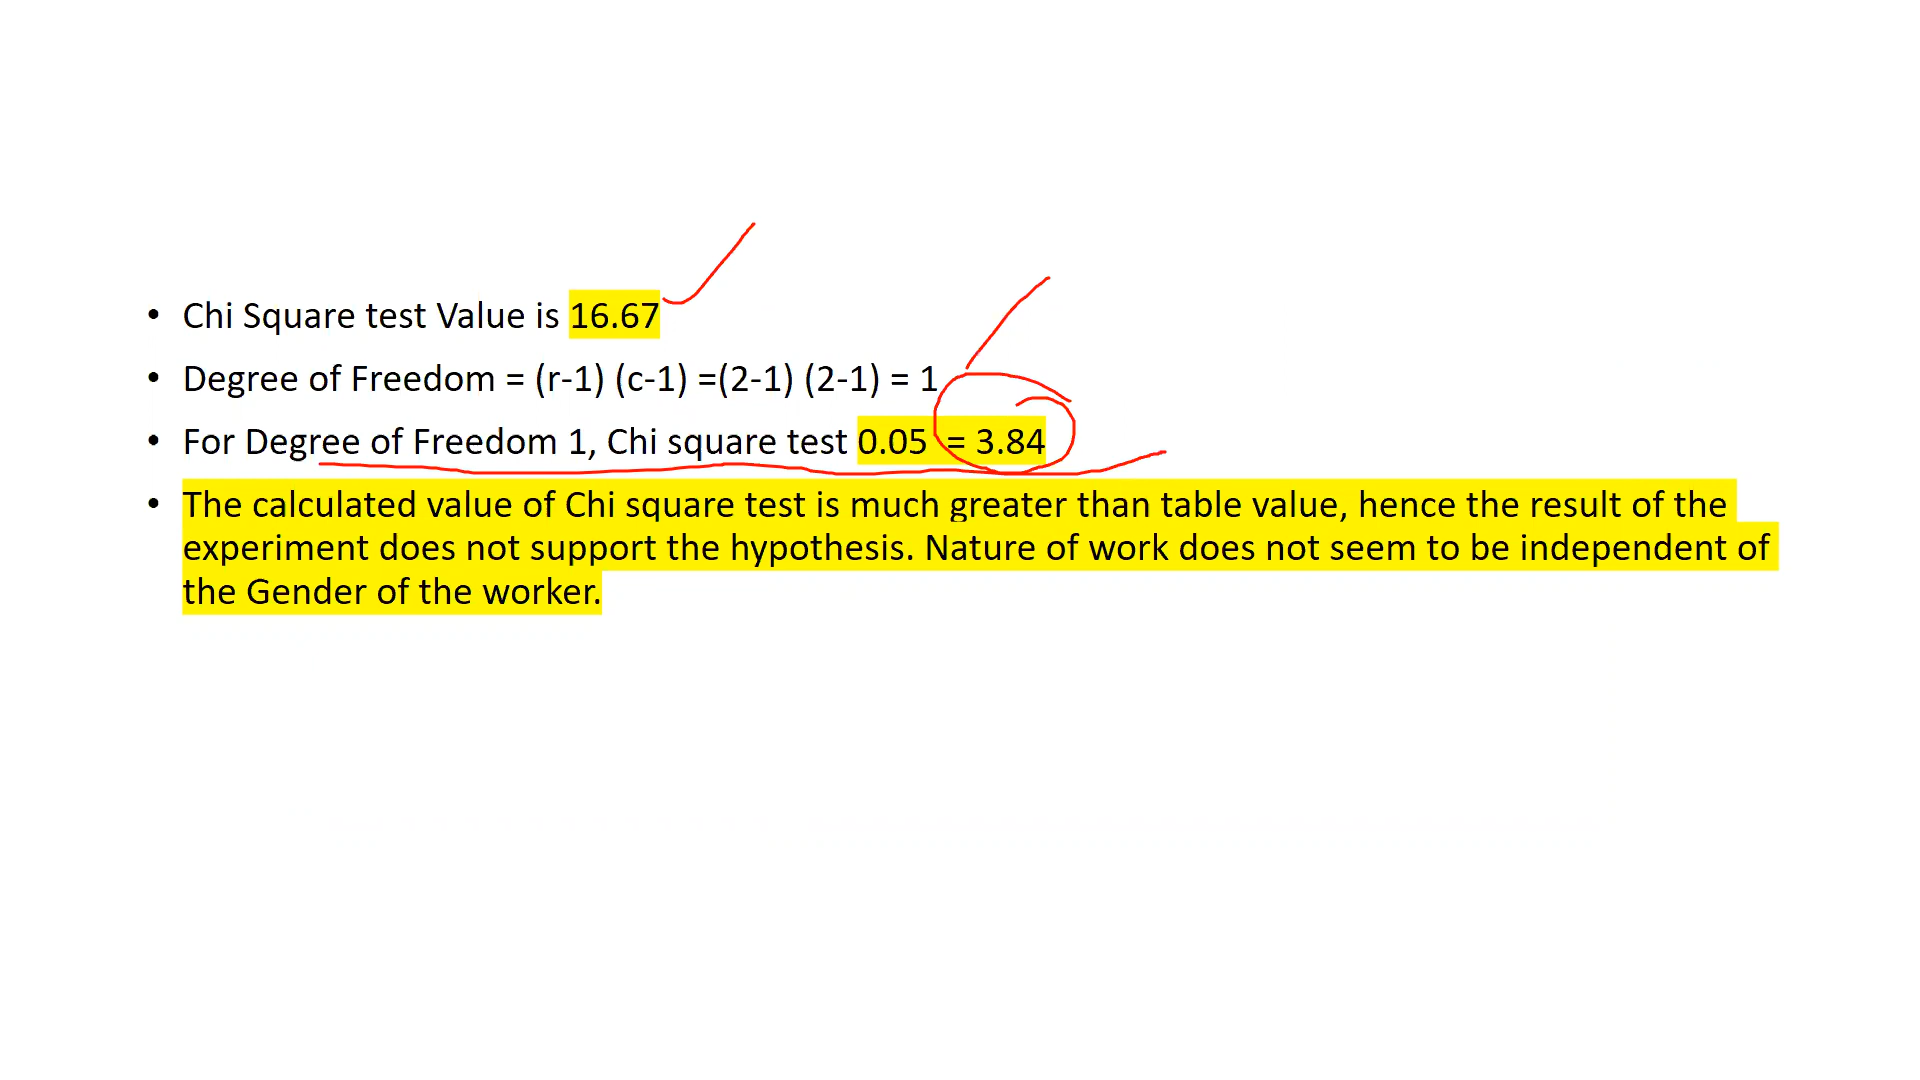 • Chi Square test Value is 16.67
• Degree of Freedom = (r-1) (c-1) =(2-1) (2-1) = 1
• For Degree of Freedom 1, Chi square test 0.05 = 3.84
• The calculated value of Chi square test is much greater than table value, hence the result of the
experiment does not support the hypothesis. Nature of work does not seem to be independent of
the Gender of the worker.